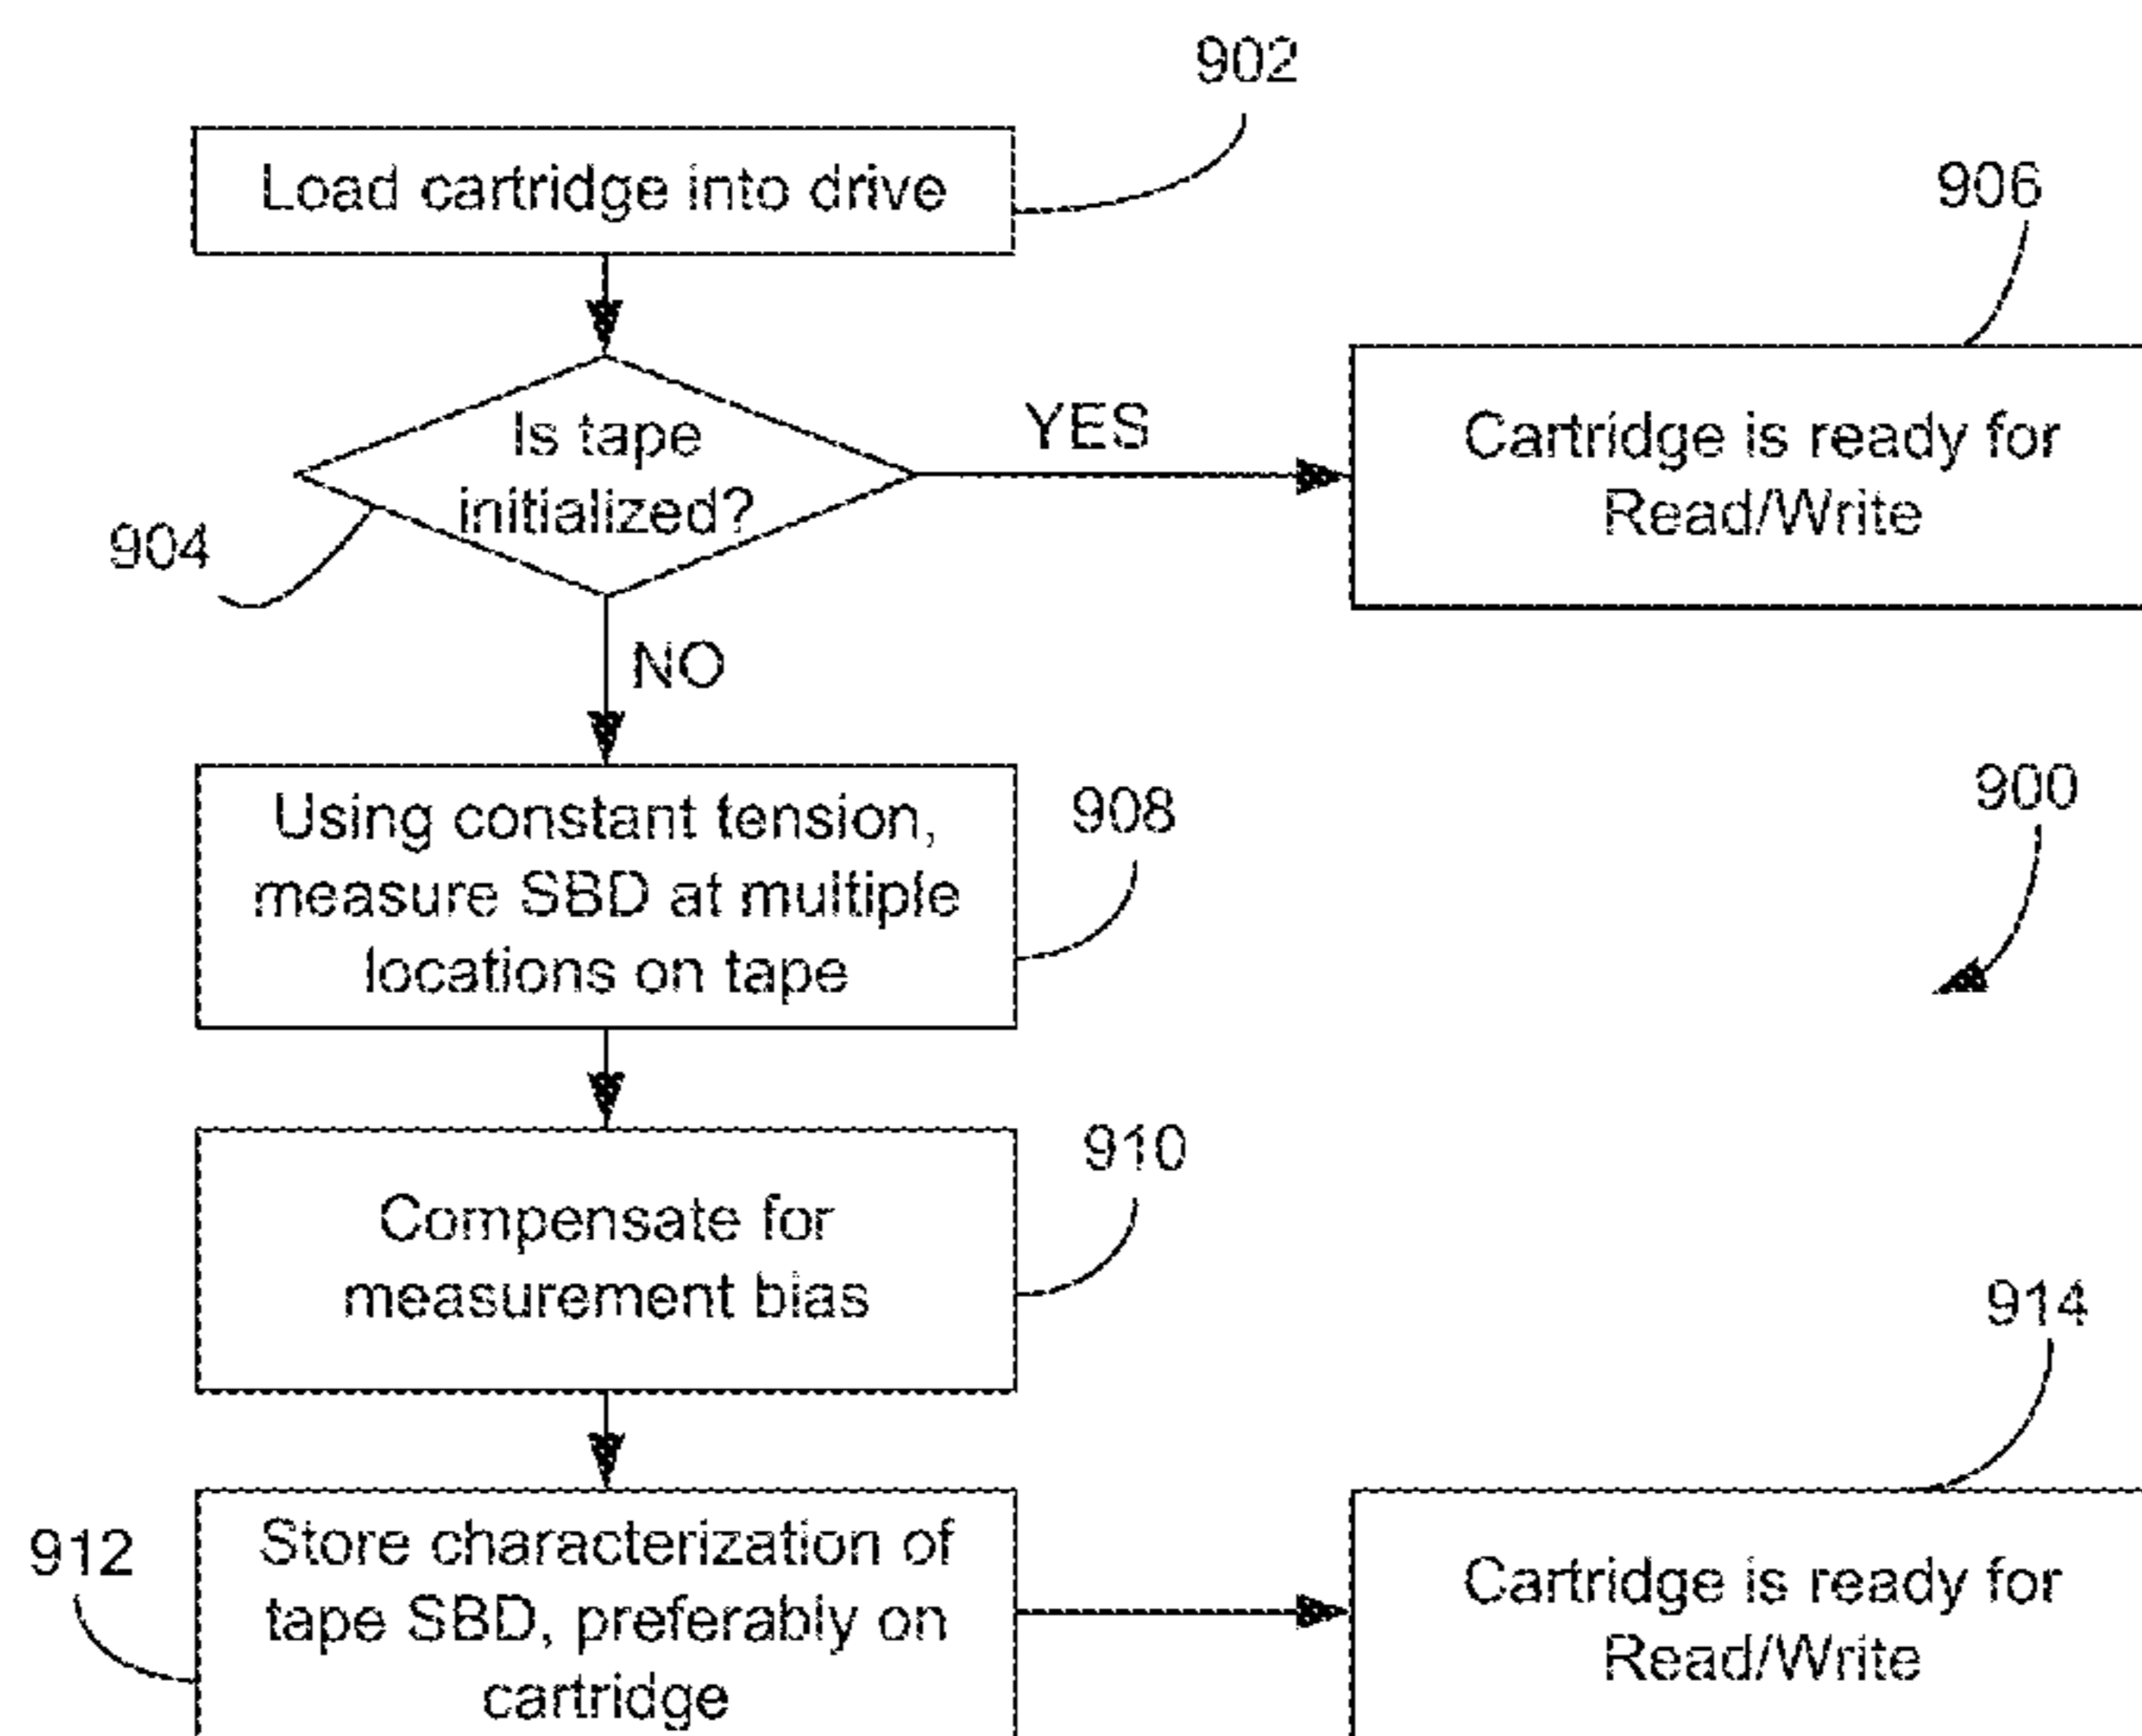 902
Load cartridge into drive
906
Is tape
initialized?
YES
Cartridge is ready for
Read/Write
904
NO
Using constant tension,
measure SBD at multiple
locations on tape
908
900
Compensate for
measurement bias
910
914
912
Store characterization of
tape SBD, preferably on
cartridge
Cartridge is ready for
Read/Write